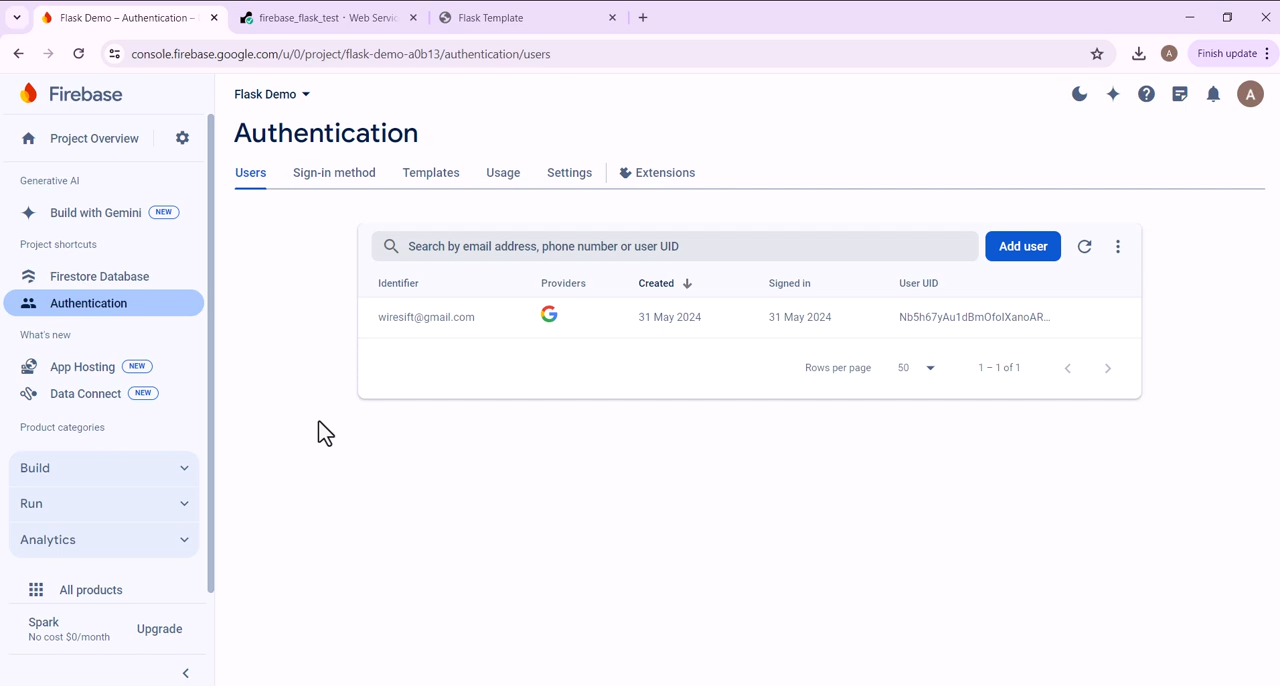 Flask Demo – Authentication –
firebase_flask_test · Web Servic
Flask Template
console.firebase.google.com/u/0/project/flask-demo-a0b13/authentication/users
A
Finish update
Firebase
Flask Demo
A
Project Overview
Authentication
Users
Sign-in method
Templates
Usage
Settings
Extensions
Generative AI
Build with Gemini NEW
Project shortcuts
Firestore Database
Authentication
What's new
App Hosting NEW
Data Connect NEW
Product categories
Build
Run
Analytics
All products
Spark
No cost $0/month
Upgrade
Search by email address, phone number or user UID
Add user
Identifier Providers Created Signed in User UID
wiresift@gmail.com 31 May 2024 31 May 2024
Rows per page 50 1 – 1 of 1